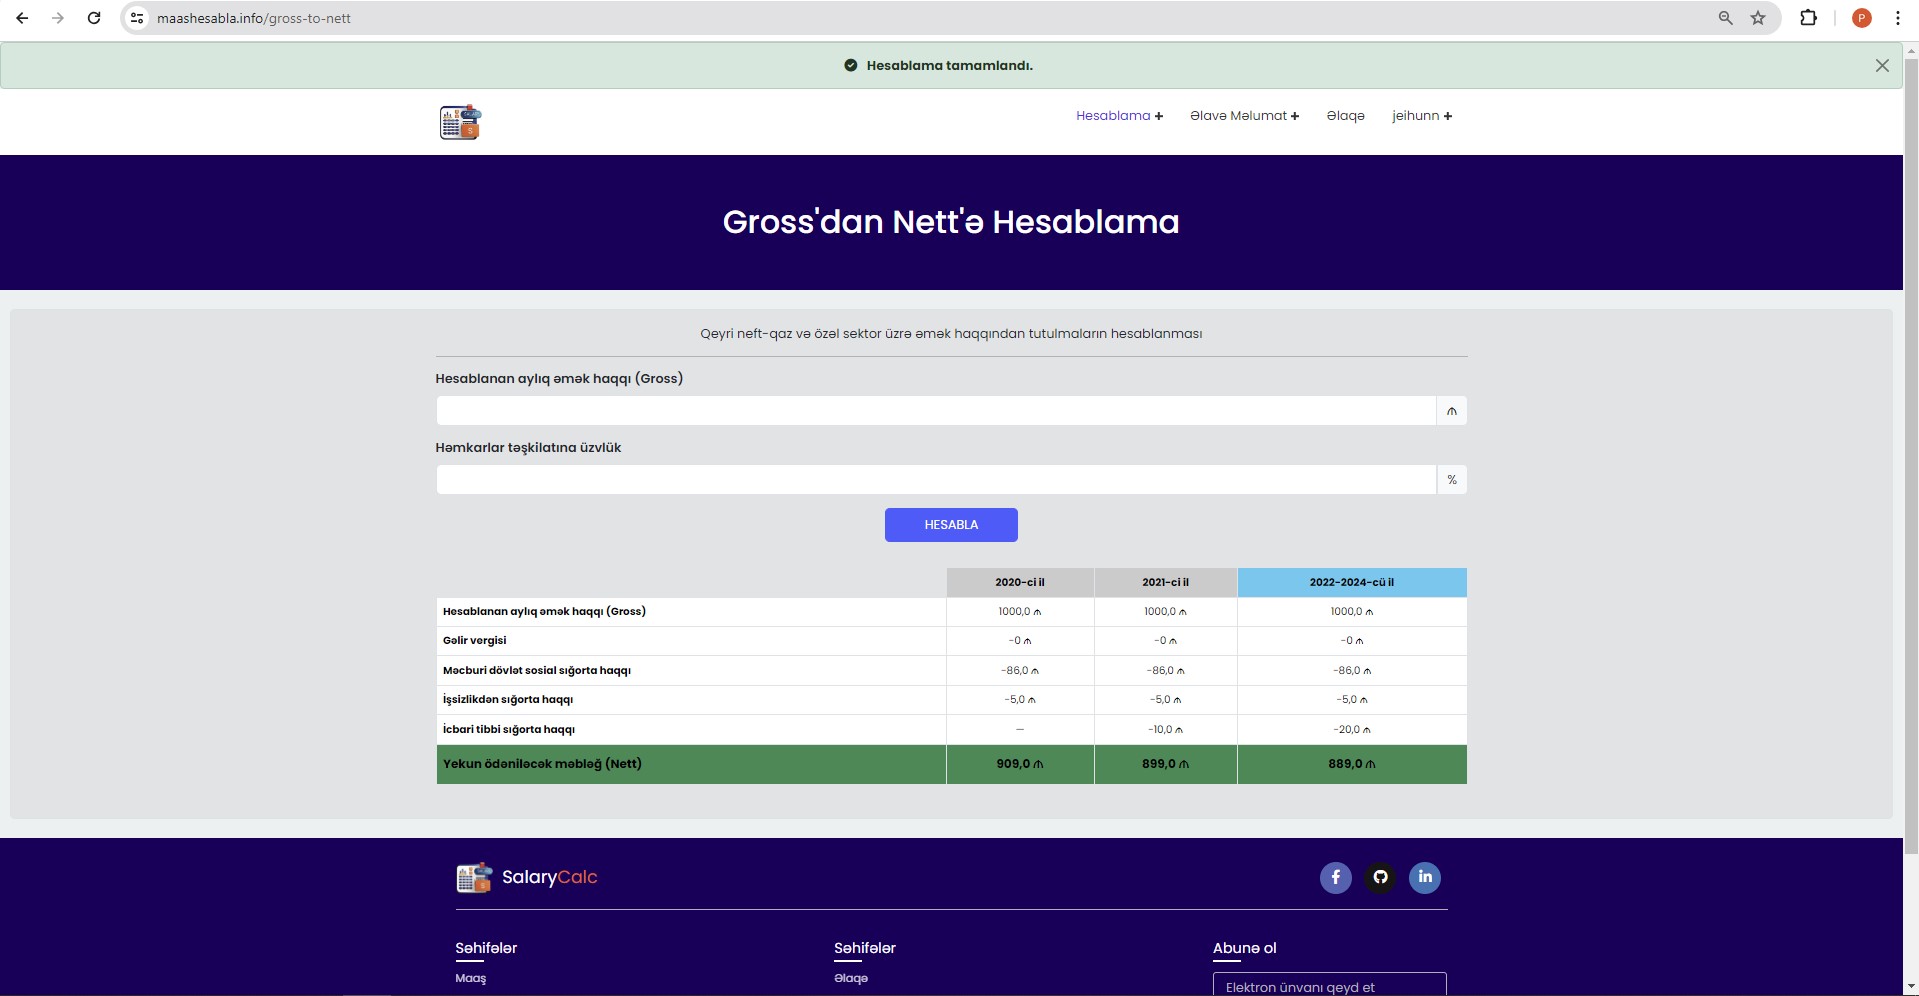 maashesabla.info/gross-to-nett
P
Hesablama tamamlandı.
Hesablama + Əlavə Məlumat + Əlaqə jeihunn +
Gross'dan Nett'ə Hesablama
Qeyri neft-qaz və özəl sektor üzrə əmək haqqından tutulmaların hesablanması
Hesablanan aylıq əmək haqqı (Gross)
₼
Həmkarlar təşkilatına üzvlük
%
HESABLA
2020-ci il 2021-ci il 2022-2024-cü il
Hesablanan aylıq əmək haqqı (Gross) 1000,0 ₼ 1000,0 ₼ 1000,0 ₼
Gəlir vergisi -0 ₼ -0 ₼ -0 ₼
Məcburi dövlət sosial sığorta haqqı -86,0 ₼ -86,0 ₼ -86,0 ₼
İşsizlikdən sığorta haqqı -5,0 ₼ -5,0 ₼ -5,0 ₼
İcbari tibbi sığorta haqqı — -10,0 ₼ -20,0 ₼
Yekun ödəniləcək məbləğ (Nett) 909,0 ₼ 899,0 ₼ 889,0 ₼
SalaryCalc
Səhifələr Səhifələr Abunə ol
Maaş Əlaqə Elektron ünvanı qeyd et